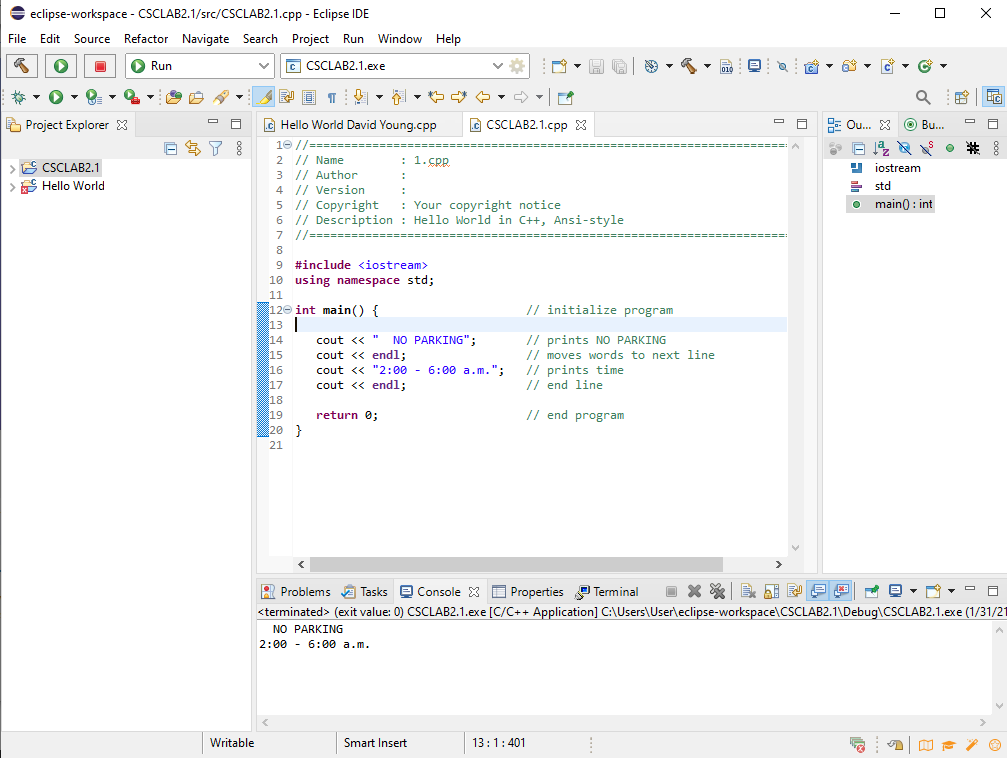 eclipse-workspace - CSCLAB2.1/src/CSCLAB2.1.cpp - Eclipse IDE
File Edit Source Refactor Navigate Search Project Run Window Help
Run CSCLAB2.1.exe
Project Explorer
CSCLAB2.1
Hello World
Hello World David Young.cpp CSCLAB2.1.cpp
1 //====================================================================
2 // Name        : 1.cpp
3 // Author      :
4 // Version     :
5 // Copyright   : Your copyright notice
6 // Description : Hello World in C++, Ansi-style
7 //====================================================================
8
9 #include <iostream>
10 using namespace std;
11
12 int main() {                     // initialize program
13
14    cout << "  NO PARKING";       // prints NO PARKING
15    cout << endl;                 // moves words to next line
16    cout << "2:00 - 6:00 a.m.";   // prints time
17    cout << endl;                 // end line
18
19    return 0;                     // end program
20 }
21
Ou... Bu...
iostream
std
main() : int
Problems Tasks Console Properties Terminal
<terminated> (exit value: 0) CSCLAB2.1.exe [C/C++ Application] C:\Users\User\eclipse-workspace\CSCLAB2.1\Debug\CSCLAB2.1.exe (1/31/21
  NO PARKING
2:00 - 6:00 a.m.
Writable Smart Insert 13 : 1 : 401